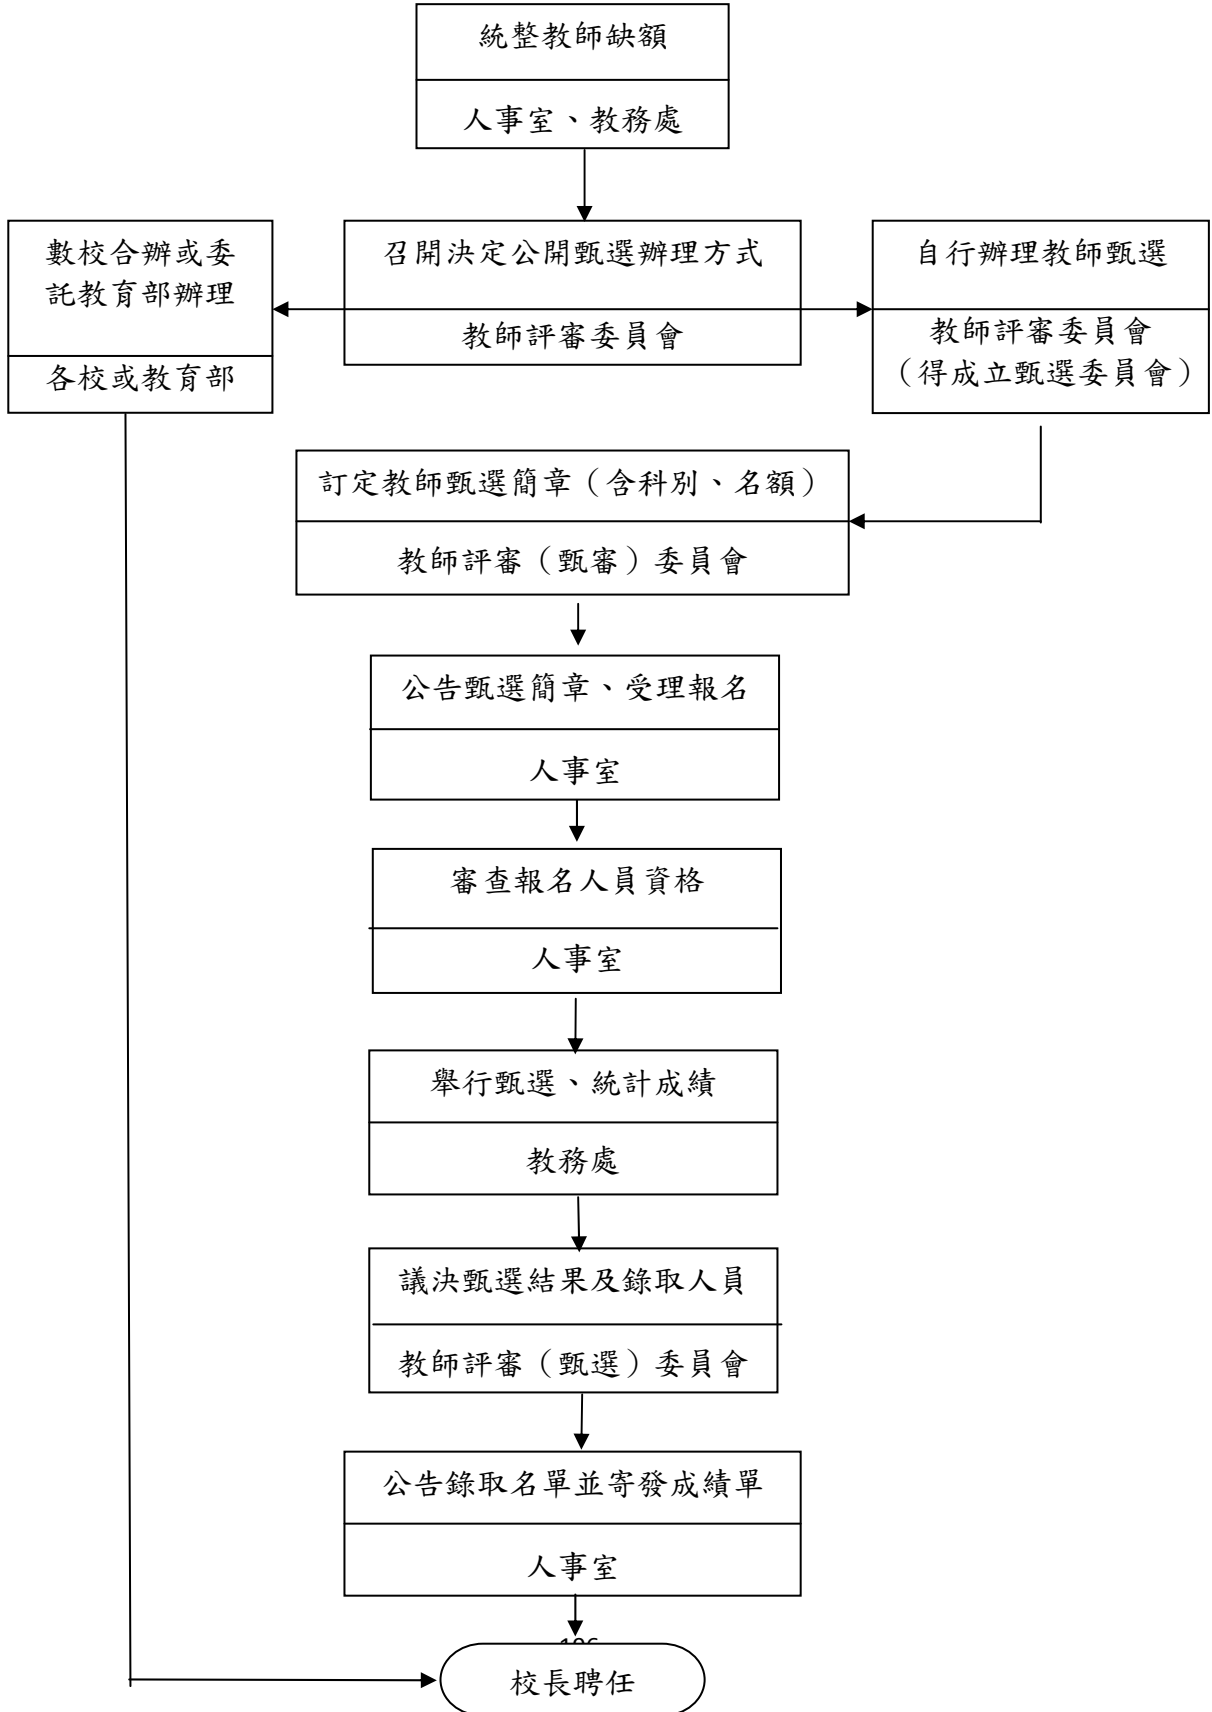 統整教師缺額
人事室、教務處
數校合辦或委
託教育部辦理
各校或教育部
召開決定公開甄選辦理方式
教師評審委員會
自行辦理教師甄選
教師評審委員會
（得成立甄選委員會）
訂定教師甄選簡章（含科別、名額）
教師評審（甄審）委員會
公告甄選簡章、受理報名
人事室
審查報名人員資格
人事室
舉行甄選、統計成績
教務處
議決甄選結果及錄取人員
教師評審（甄選）委員會
公告錄取名單並寄發成績單
人事室
校長聘任